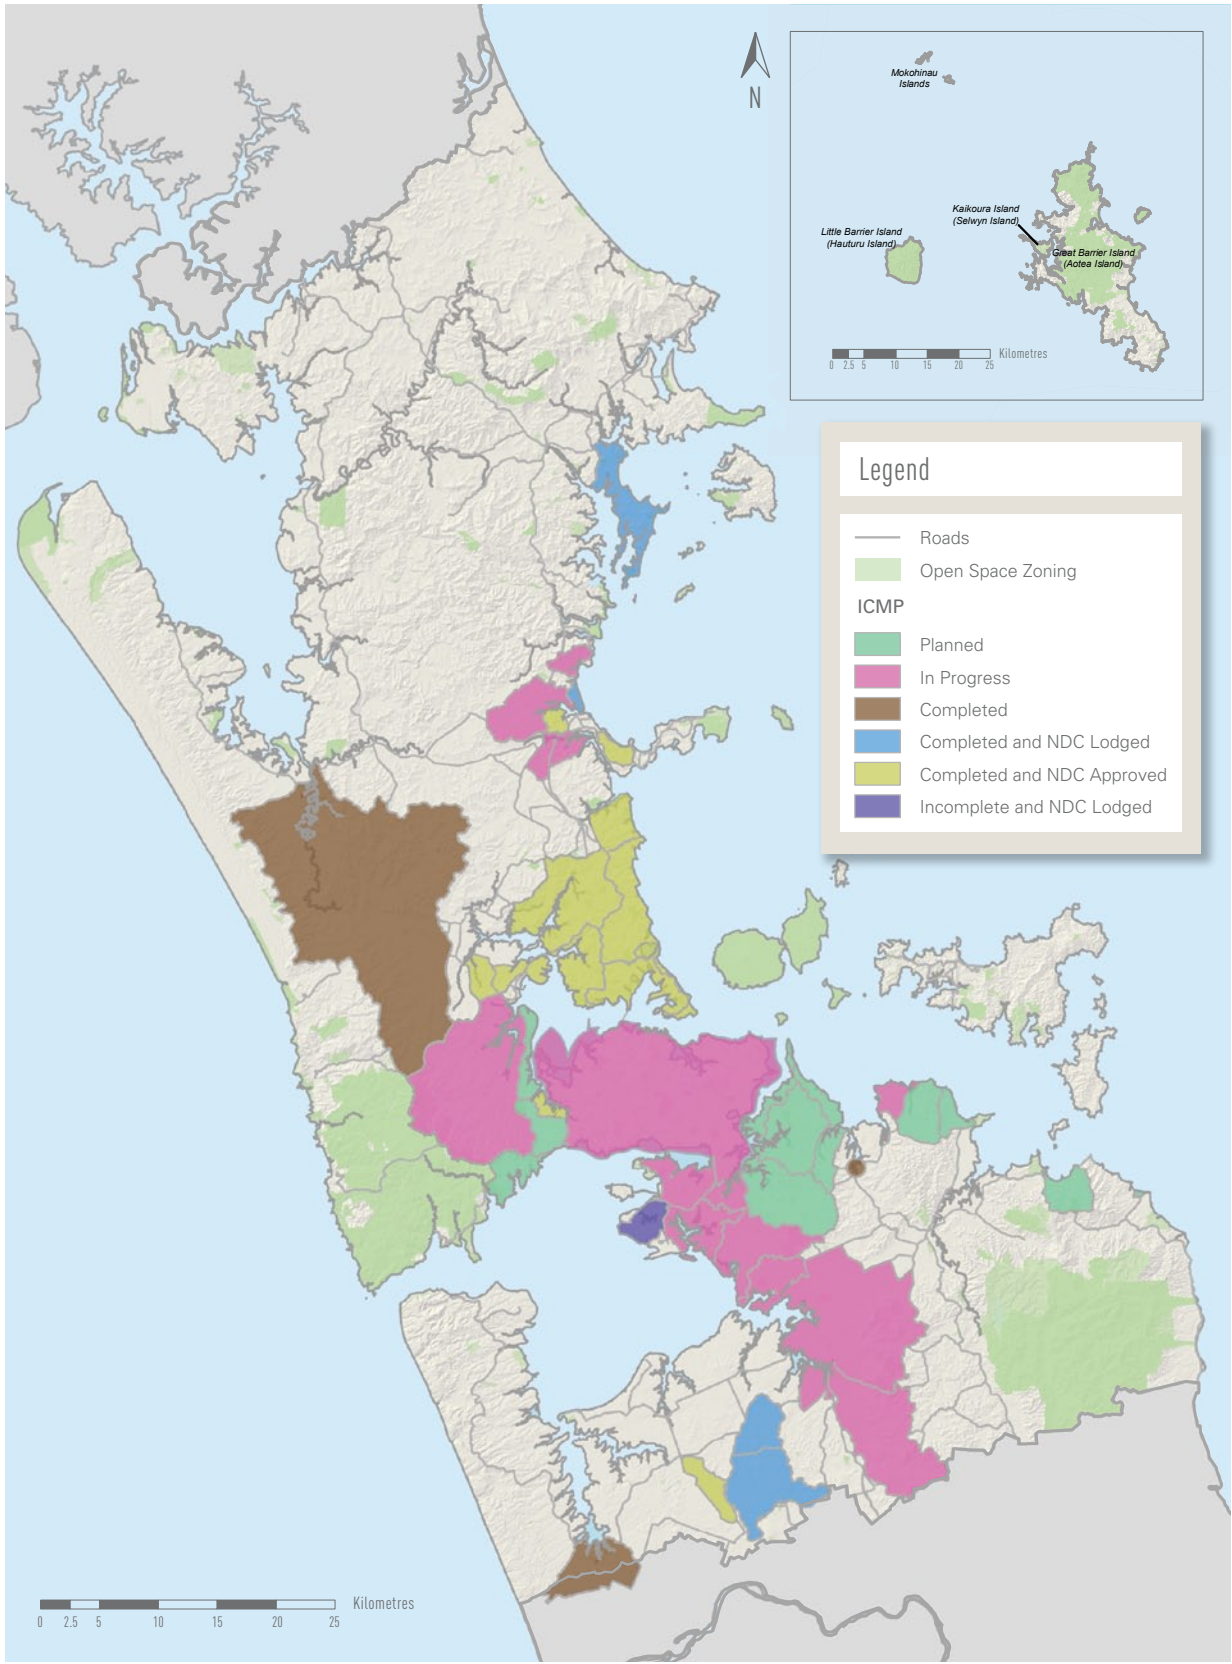 N
Mokohinau
Islands
Kaikoura Island
(Selwyn Island)
Little Barrier Island
(Hauturu Island)
Great Barrier Island
(Aotea Island)
Kilometres
0 2.5 5 10 15 20 25
Legend
Roads
Open Space Zoning
ICMP
Planned
In Progress
Completed
Completed and NDC Lodged
Completed and NDC Approved
Incomplete and NDC Lodged
Kilometres
0 2.5 5 10 15 20 25